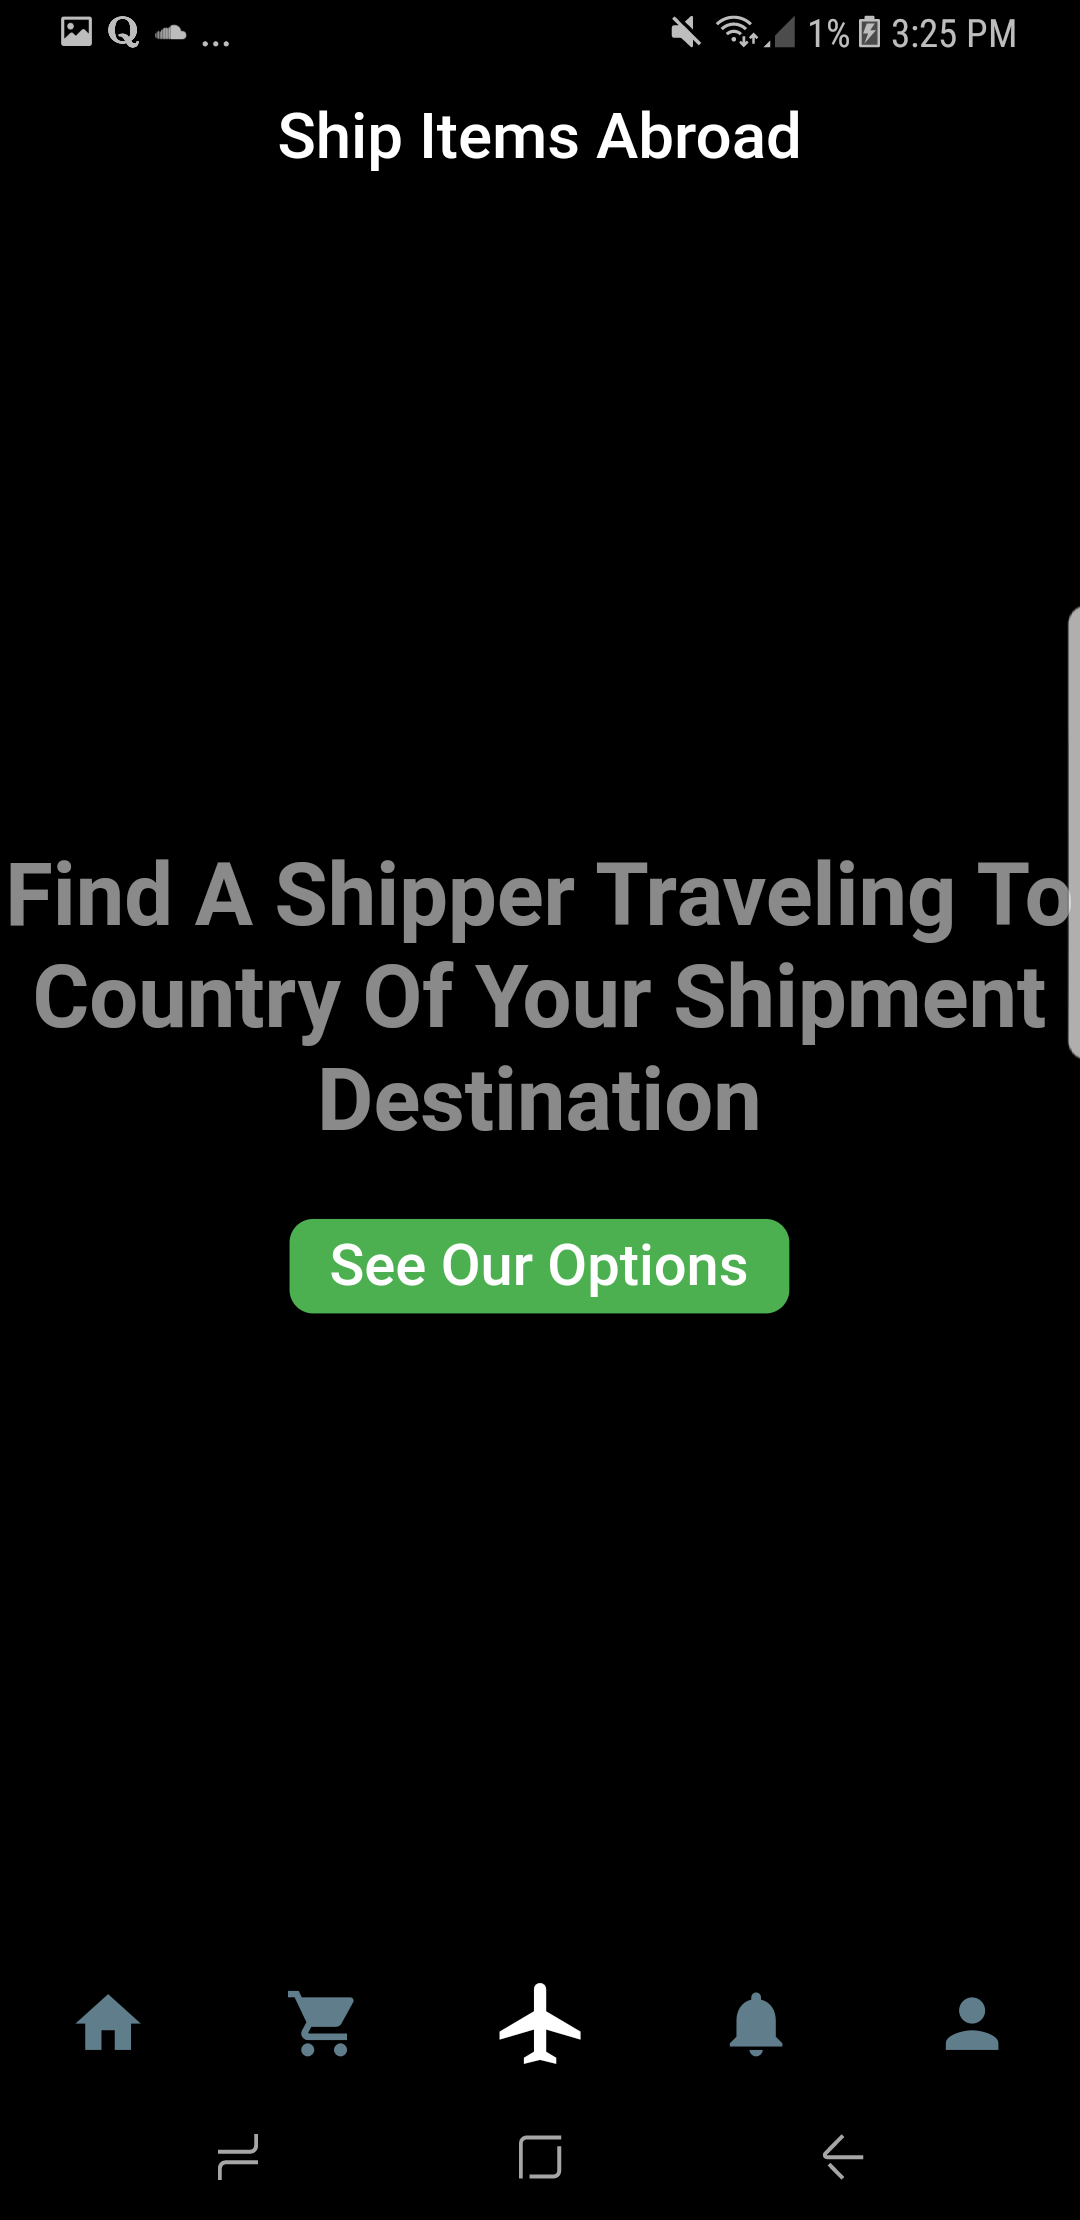 Q ... 1% 3:25 PM
Ship Items Abroad
Find A Shipper Traveling To
Country Of Your Shipment
Destination
See Our Options